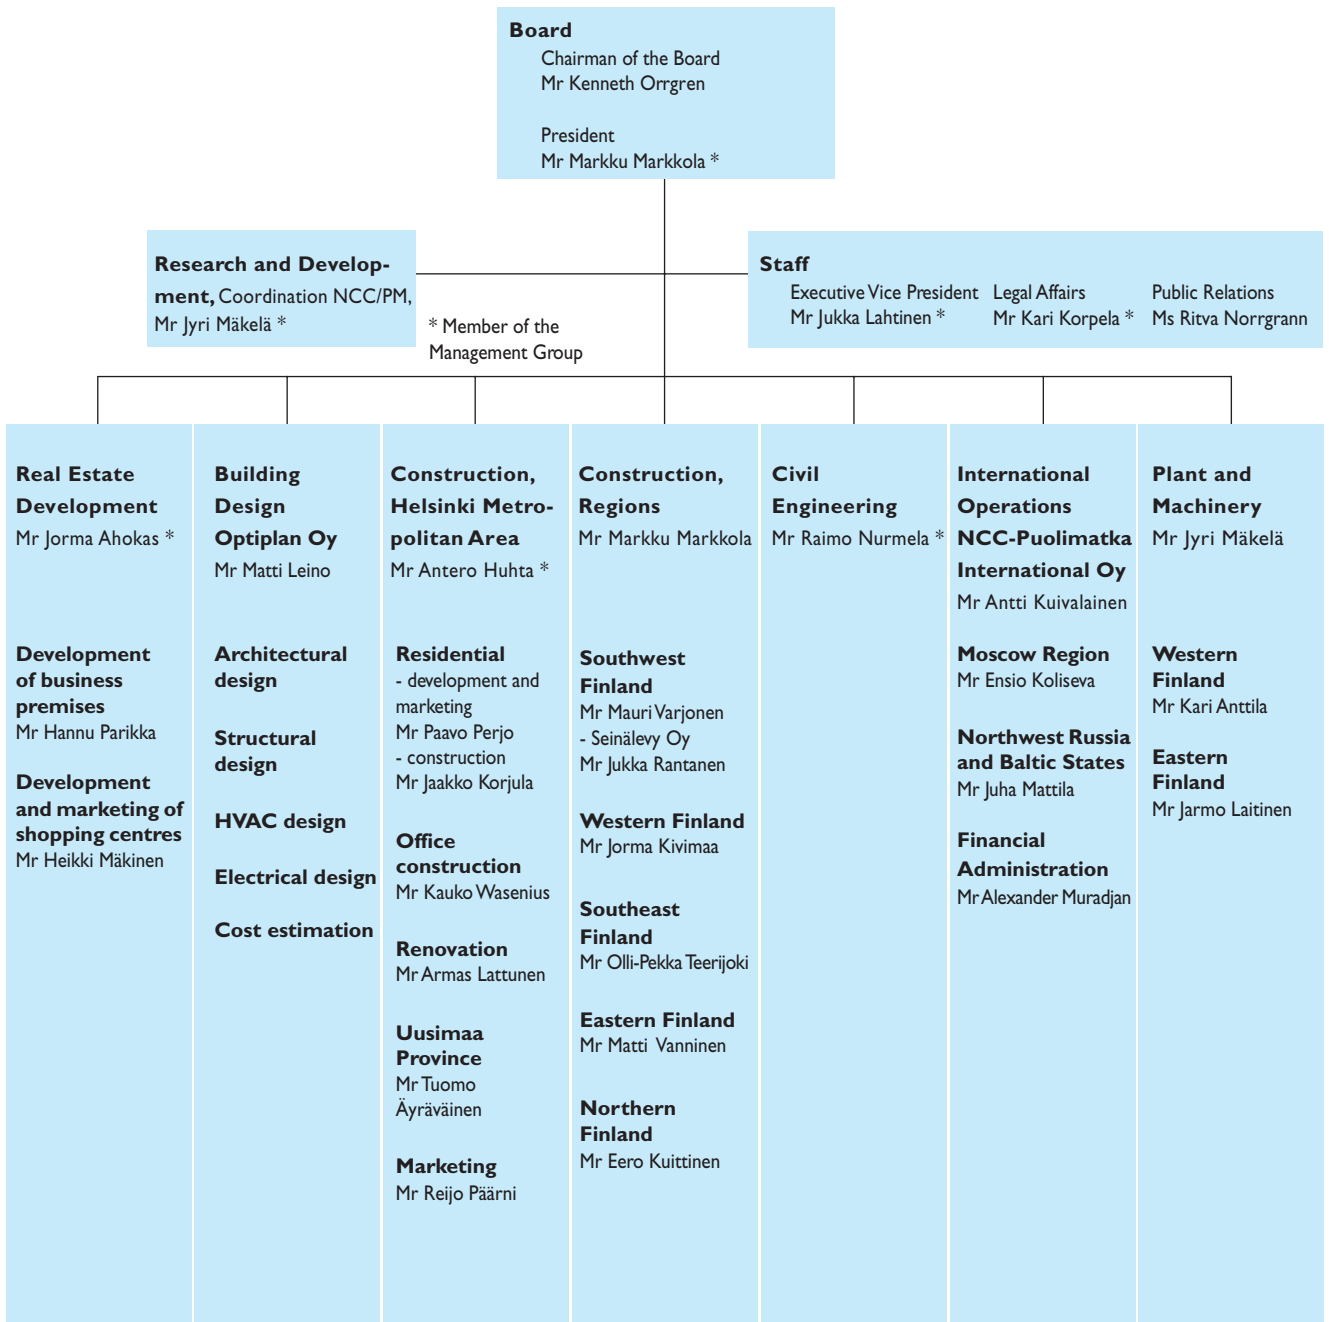 Board
Chairman of the Board
Mr Kenneth Orrgren
President
Mr Markku Markkola *
Research and Develop-
ment, Coordination NCC/PM,
Mr Jyri Mäkelä *
* Member of the
Management Group
Staff
Executive Vice President
Mr Jukka Lahtinen *
Legal Affairs
Mr Kari Korpela *
Public Relations
Ms Ritva Norrgrann
Real Estate
Development
Mr Jorma Ahokas *
Development
of business
premises
Mr Hannu Parikka
Development
and marketing of
shopping centres
Mr Heikki Mäkinen
Building
Design
Optiplan Oy
Mr Matti Leino
Architectural
design
Structural
design
HVAC design
Electrical design
Cost estimation
Construction,
Helsinki Metro-
politan Area
Mr Antero Huhta *
Residential
- development and
marketing
Mr Paavo Perjo
- construction
Mr Jaakko Korjula
Office
construction
Mr Kauko Wasenius
Renovation
Mr Armas Lattunen
Uusimaa
Province
Mr Tuomo
Äyräväinen
Marketing
Mr Reijo Päärni
Construction,
Regions
Mr Markku Markkola
Southwest
Finland
Mr Mauri Varjonen
- Seinälevy Oy
Mr Jukka Rantanen
Western Finland
Mr Jorma Kivimaa
Southeast
Finland
Mr Olli-Pekka Teerijoki
Eastern Finland
Mr Matti Vanninen
Northern
Finland
Mr Eero Kuittinen
Civil
Engineering
Mr Raimo Nurmela *
International
Operations
NCC-Puolimatka
International Oy
Mr Antti Kuivalainen
Moscow Region
Mr Ensio Koliseva
Northwest Russia
and Baltic States
Mr Juha Mattila
Financial
Administration
Mr Alexander Muradjan
Plant and
Machinery
Mr Jyri Mäkelä
Western
Finland
Mr Kari Anttila
Eastern
Finland
Mr Jarmo Laitinen